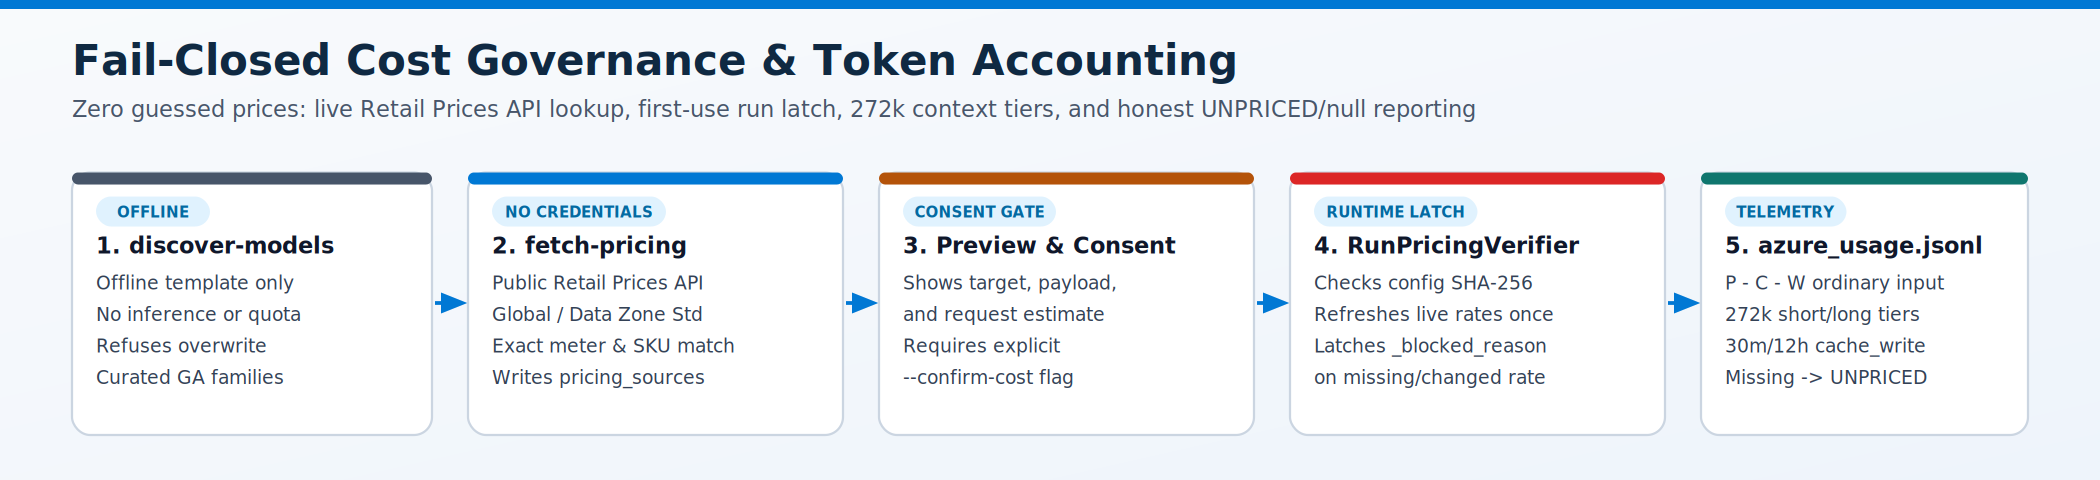 Fail-Closed Cost Governance & Token Accounting
Zero guessed prices: live Retail Prices API lookup, first-use run latch, 272k context tiers, and honest UNPRICED/null reporting
OFFLINE
1. discover-models
Offline template only
No inference or quota
Refuses overwrite
Curated GA families
NO CREDENTIALS
2. fetch-pricing
Public Retail Prices API
Global / Data Zone Std
Exact meter & SKU match
Writes pricing_sources
CONSENT GATE
3. Preview & Consent
Shows target, payload,
and request estimate
Requires explicit
--confirm-cost flag
RUNTIME LATCH
4. RunPricingVerifier
Checks config SHA-256
Refreshes live rates once
Latches _blocked_reason
on missing/changed rate
TELEMETRY
5. azure_usage.jsonl
P - C - W ordinary input
272k short/long tiers
30m/12h cache_write
Missing -> UNPRICED